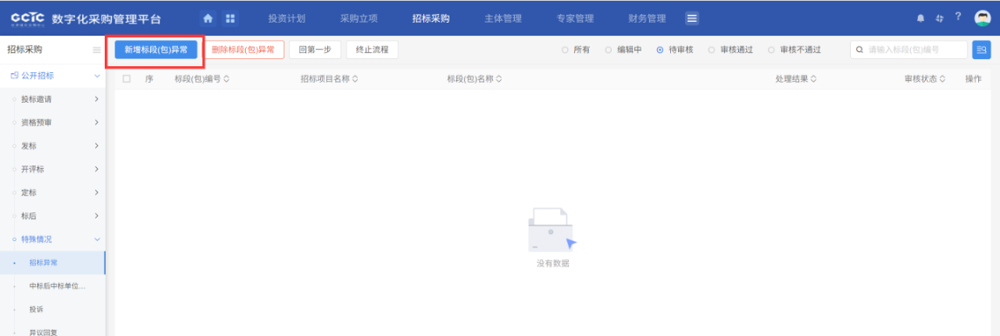 GCTC 数字化采购管理平台 投资计划 采购立项 招标采购 主体管理 专家管理 财务管理 ?
招标采购 新增标段(包)异常 删除标段(包)异常 回第一步 终止流程 所有 编辑中 待审核 审核通过 审核不通过 请输入标段(包)编号
公开招标 序 标段(包)编号 招标项目名称 标段(包)名称 处理结果 审核状态 操作
投标邀请
资格预审
发标
开评标
定标
标后
特殊情况
招标异常
没有数据
中标后中标单位...
投诉
异议回复